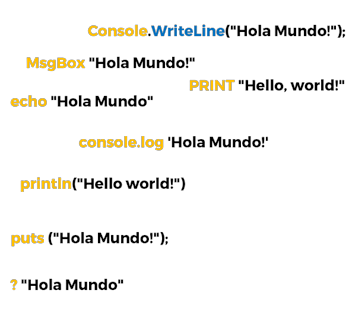 Console.WriteLine("Hola Mundo!");
MsgBox "Hola Mundo!"
PRINT "Hello, world!"
echo "Hola Mundo"
console.log 'Hola Mundo!'
println("Hello world!")
puts ("Hola Mundo!");
? "Hola Mundo"